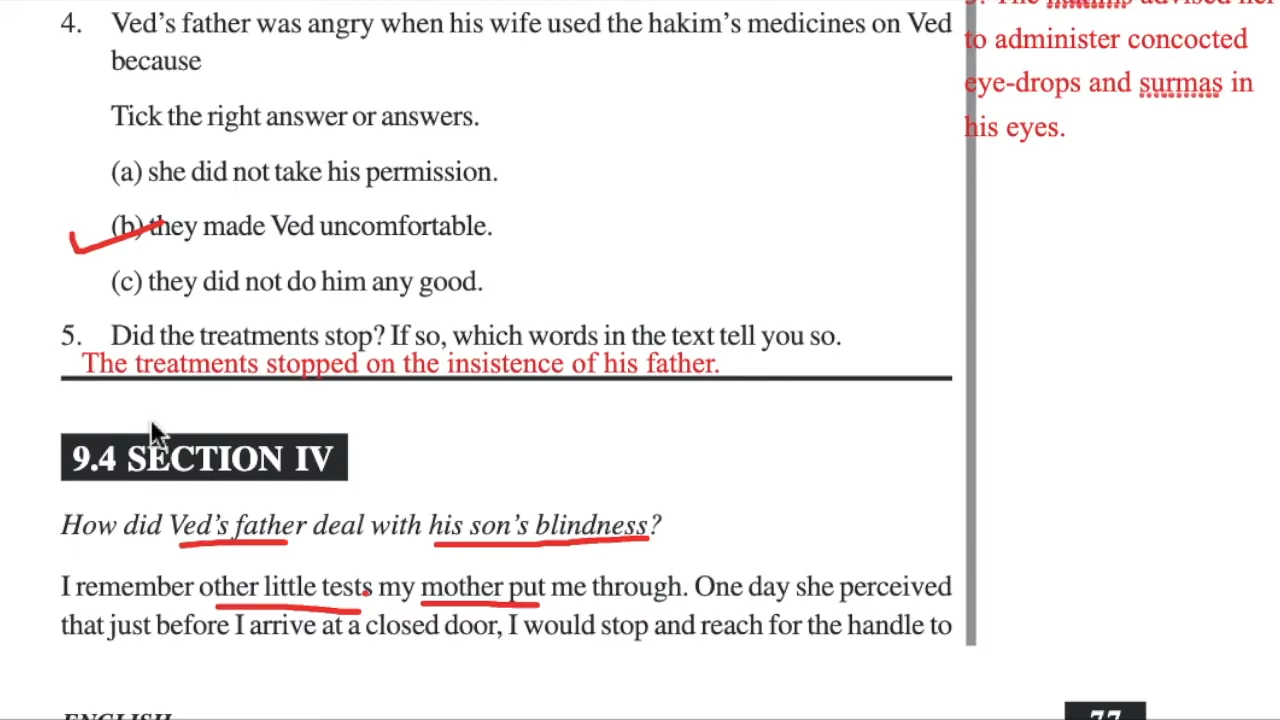 4. Ved's father was angry when his wife used the hakim's medicines on Ved
because
Tick the right answer or answers.
(a) she did not take his permission.
(b) they made Ved uncomfortable.
(c) they did not do him any good.
5. Did the treatments stop? If so, which words in the text tell you so.
The treatments stopped on the insistence of his father.
9.4 SECTION IV
How did Ved's father deal with his son's blindness?
I remember other little tests my mother put me through. One day she perceived
that just before I arrive at a closed door, I would stop and reach for the handle to
ENGLISH
77
3. The hakims advised her
to administer concocted
eye-drops and surmas in
his eyes.